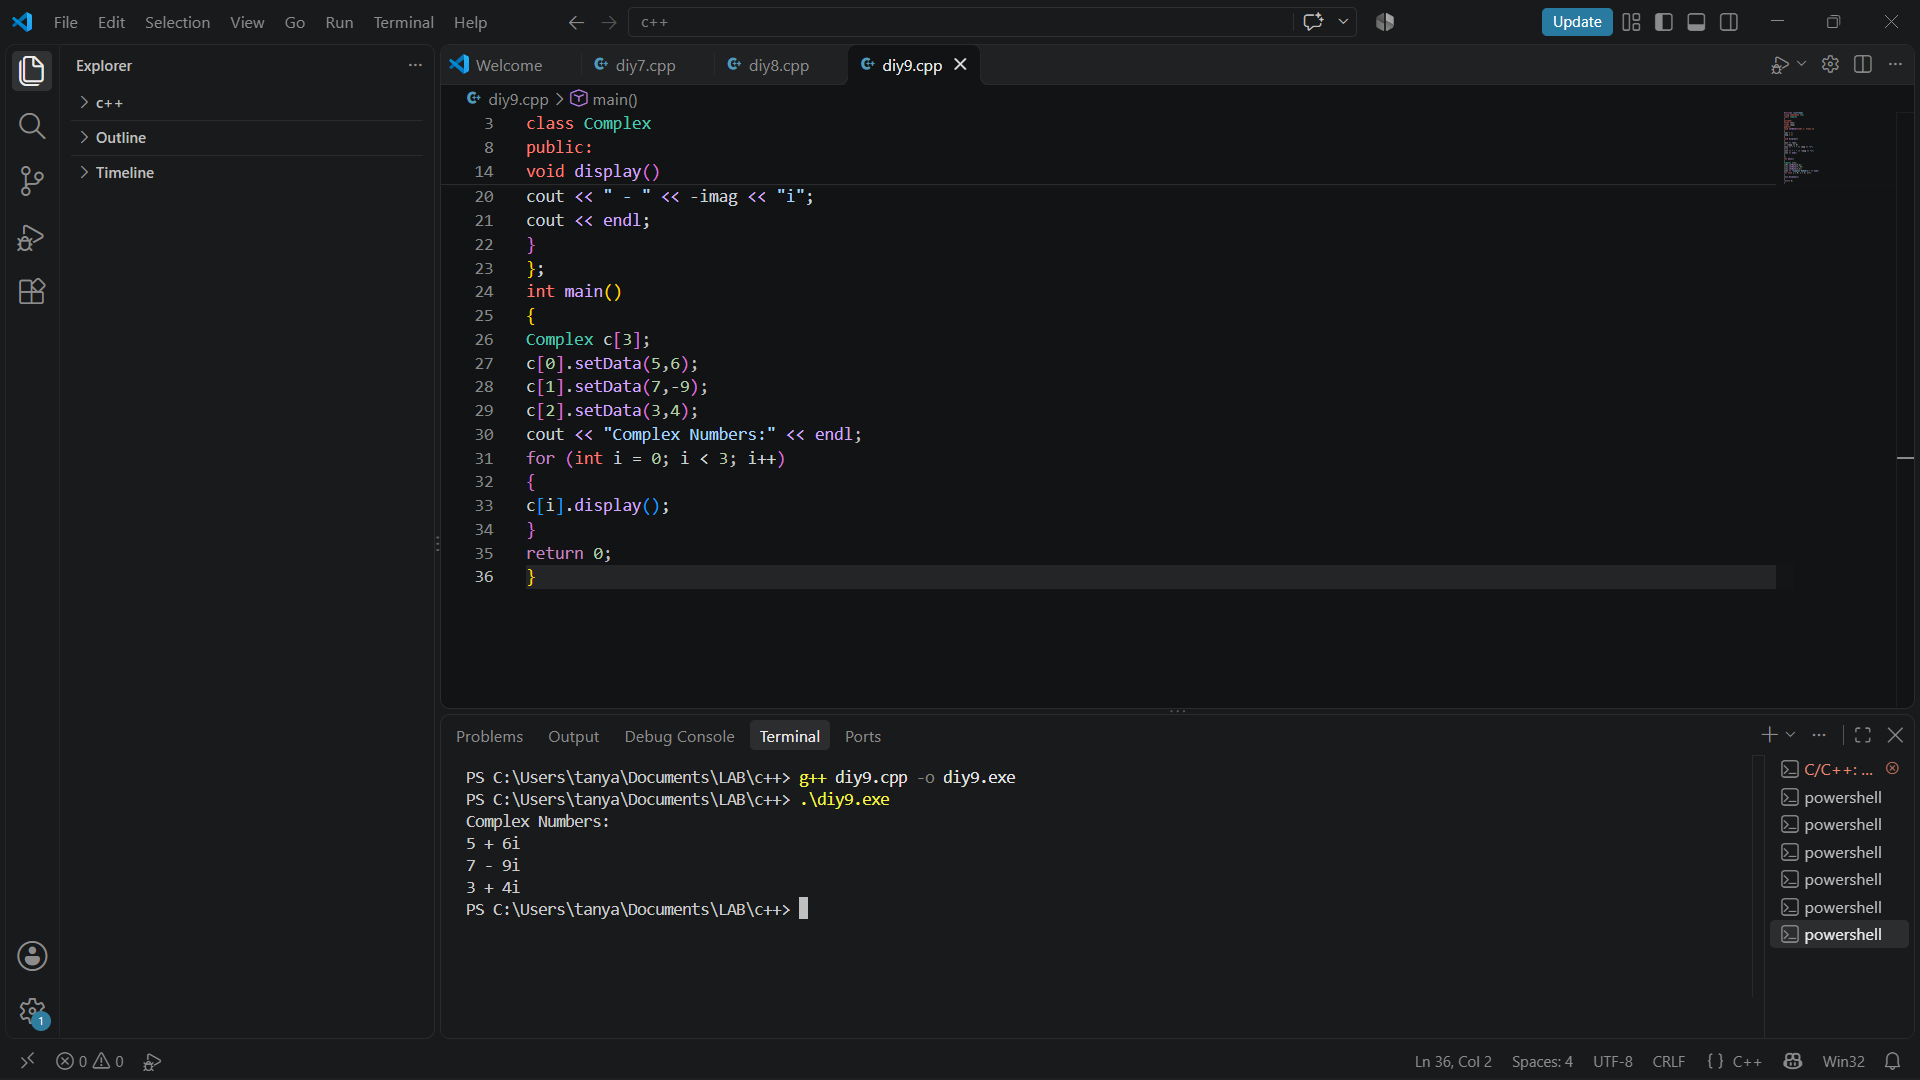 File Edit Selection View Go Run Terminal Help
c++
Update
Explorer
c++
Outline
Timeline
Welcome
diy7.cpp
diy8.cpp
diy9.cpp
diy9.cpp > main()
3 class Complex
8 public:
14 void display()
20 cout << " - " << -imag << "i";
21 cout << endl;
22 }
23 };
24 int main()
25 {
26 Complex c[3];
27 c[0].setData(5,6);
28 c[1].setData(7,-9);
29 c[2].setData(3,4);
30 cout << "Complex Numbers:" << endl;
31 for (int i = 0; i < 3; i++)
32 {
33 c[i].display();
34 }
35 return 0;
36 }
Problems Output Debug Console Terminal Ports
PS C:\Users\tanya\Documents\LAB\c++> g++ diy9.cpp -o diy9.exe
PS C:\Users\tanya\Documents\LAB\c++> .\diy9.exe
Complex Numbers:
5 + 6i
7 - 9i
3 + 4i
PS C:\Users\tanya\Documents\LAB\c++>
C/C++: ...
powershell
powershell
powershell
powershell
powershell
powershell
1
0 0
Ln 36, Col 2 Spaces: 4 UTF-8 CRLF {} C++ Win32